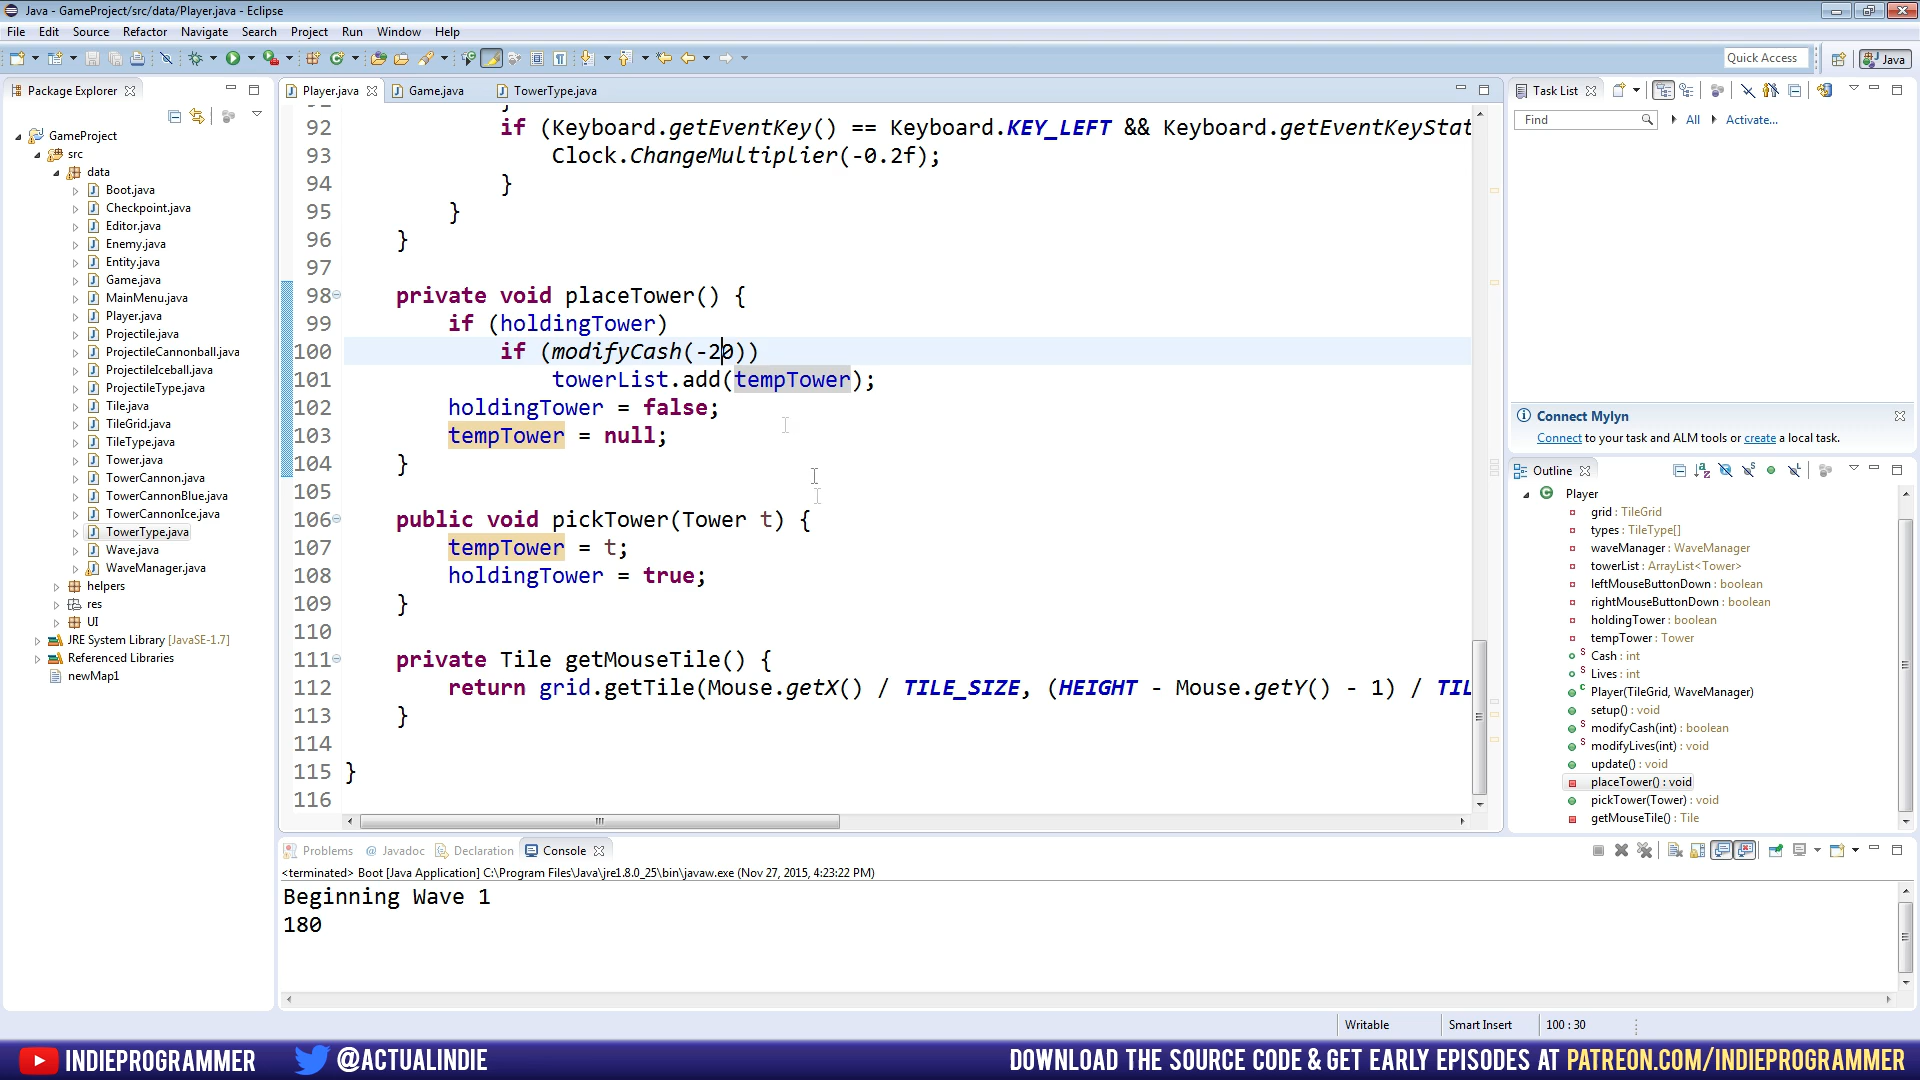 Java - GameProject/src/data/Player.java - Eclipse
File Edit Source Refactor Navigate Search Project Run Window Help
Quick Access
Java
Package Explorer
Player.java Game.java TowerType.java
Task List
Find
All
Activate...
GameProject
src
data
Boot.java
Checkpoint.java
Editor.java
Enemy.java
Entity.java
Game.java
MainMenu.java
Player.java
Projectile.java
ProjectileCannonball.java
ProjectileIceball.java
ProjectileType.java
Tile.java
TileGrid.java
TileType.java
Tower.java
TowerCannon.java
TowerCannonBlue.java
TowerCannonIce.java
TowerType.java
Wave.java
WaveManager.java
helpers
res
UI
JRE System Library [JavaSE-1.7]
Referenced Libraries
newMap1
}
92 if (Keyboard.getEventKey() == Keyboard.KEY_LEFT && Keyboard.getEventKeyStat
93 Clock.ChangeMultiplier(-0.2f);
94 }
95 }
96 }
97
98 private void placeTower() {
99 if (holdingTower)
100 if (modifyCash(-20))
101 towerList.add(tempTower);
102 holdingTower = false;
103 tempTower = null;
104 }
105
106 public void pickTower(Tower t) {
107 tempTower = t;
108 holdingTower = true;
109 }
110
111 private Tile getMouseTile() {
112 return grid.getTile(Mouse.getX() / TILE_SIZE, (HEIGHT - Mouse.getY() - 1) / TIL
113 }
114
115 }
116
Connect Mylyn
Connect to your task and ALM tools or create a local task.
Outline
Player
grid : TileGrid
types : TileType[]
waveManager : WaveManager
towerList : ArrayList<Tower>
leftMouseButtonDown : boolean
rightMouseButtonDown : boolean
holdingTower : boolean
tempTower : Tower
Cash : int
Lives : int
Player(TileGrid, WaveManager)
setup() : void
modifyCash(int) : boolean
modifyLives(int) : void
update() : void
placeTower() : void
pickTower(Tower) : void
getMouseTile() : Tile
Problems Javadoc Declaration Console
<terminated> Boot [Java Application] C:\Program Files\Java\jre1.8.0_25\bin\javaw.exe (Nov 27, 2015, 4:23:22 PM)
Beginning Wave 1
180
Writable Smart Insert 100 : 30
INDIEPROGRAMMER @ACTUALINDIE DOWNLOAD THE SOURCE CODE & GET EARLY EPISODES AT PATREON.COM/INDIEPROGRAMMER